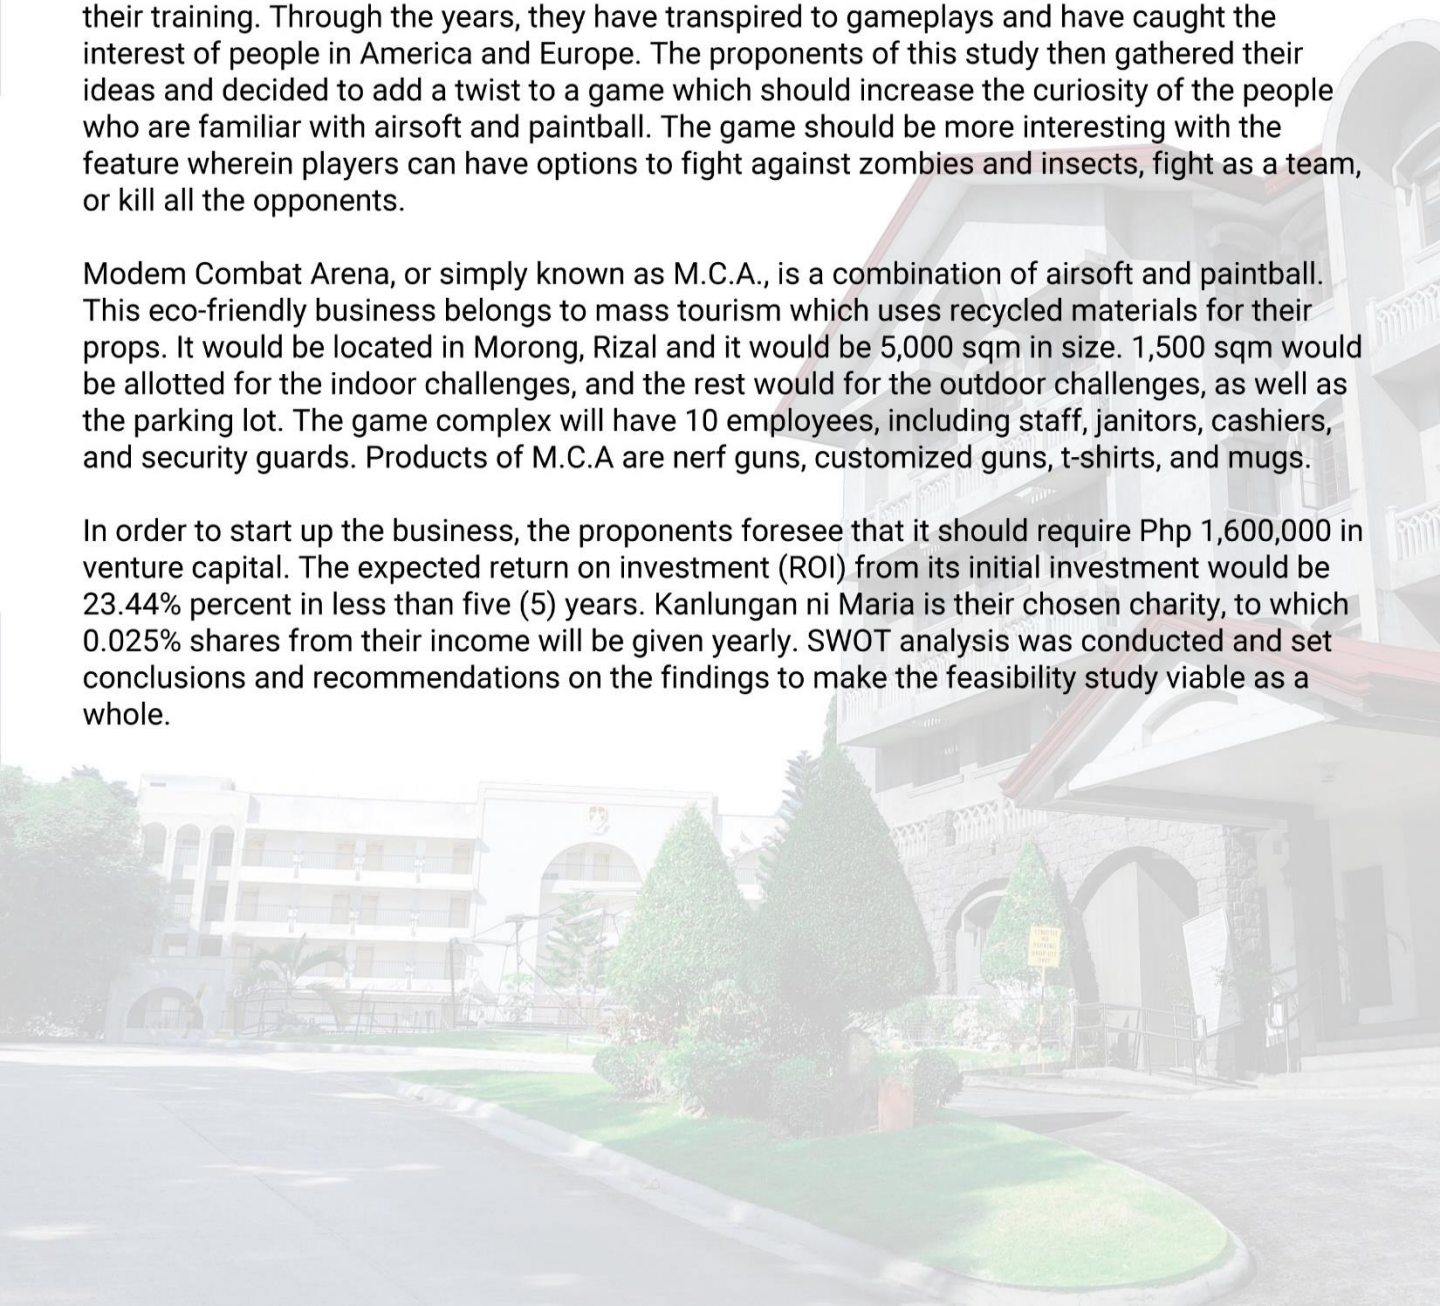 their training. Through the years, they have transpired to gameplays and have caught the
interest of people in America and Europe. The proponents of this study then gathered their
ideas and decided to add a twist to a game which should increase the curiosity of the people
who are familiar with airsoft and paintball. The game should be more interesting with the
feature wherein players can have options to fight against zombies and insects, fight as a team,
or kill all the opponents.
Modem Combat Arena, or simply known as M.C.A., is a combination of airsoft and paintball.
This eco-friendly business belongs to mass tourism which uses recycled materials for their
props. It would be located in Morong, Rizal and it would be 5,000 sqm in size. 1,500 sqm would
be allotted for the indoor challenges, and the rest would for the outdoor challenges, as well as
the parking lot. The game complex will have 10 employees, including staff, janitors, cashiers,
and security guards. Products of M.C.A are nerf guns, customized guns, t-shirts, and mugs.
In order to start up the business, the proponents foresee that it should require Php 1,600,000 in
venture capital. The expected return on investment (ROI) from its initial investment would be
23.44% percent in less than five (5) years. Kanlungan ni Maria is their chosen charity, to which
0.025% shares from their income will be given yearly. SWOT analysis was conducted and set
conclusions and recommendations on the findings to make the feasibility study viable as a
whole.